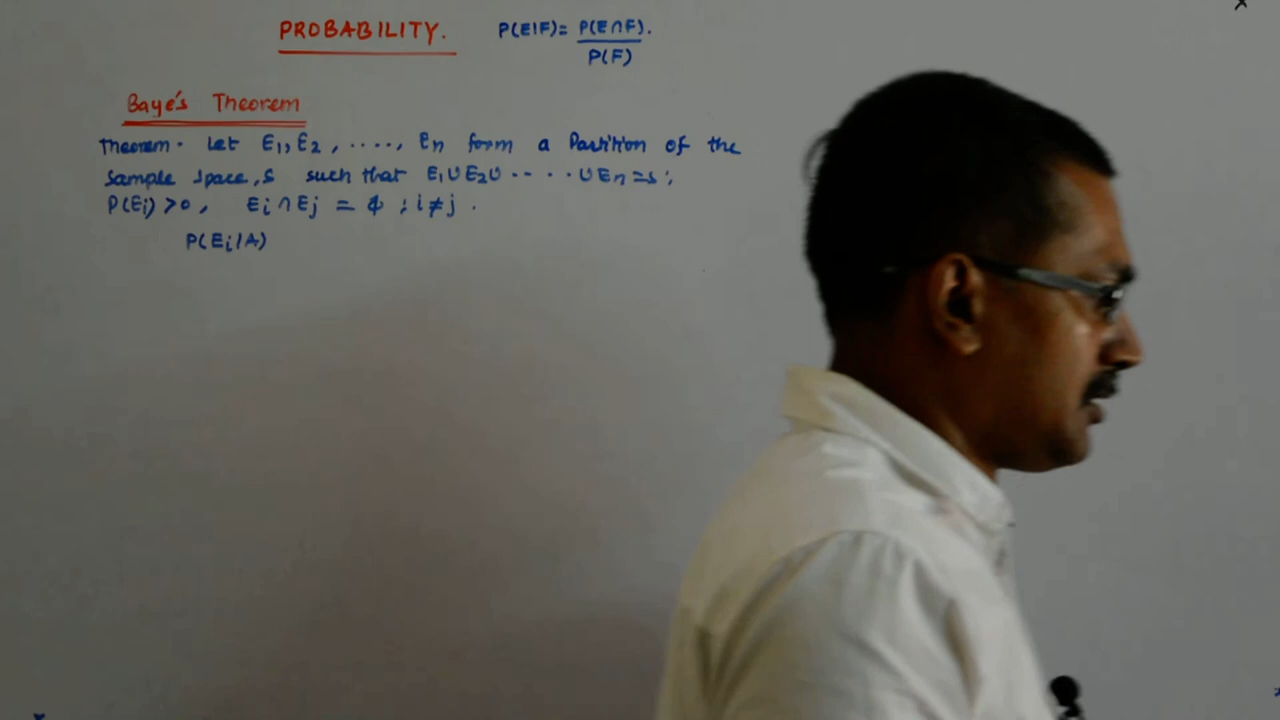 PROBABILITY. P(E|F) = P(E∩F). / P(F)
Baye's Theorem
Theorem. Let E₁, E₂, ...., En form a Partition of the
Sample Space, S such that E₁∪E₂∪.....∪En = S;
P(Ei) > 0, Ei ∩ Ej = ϕ ; i ≠ j.
P(Ei/A)